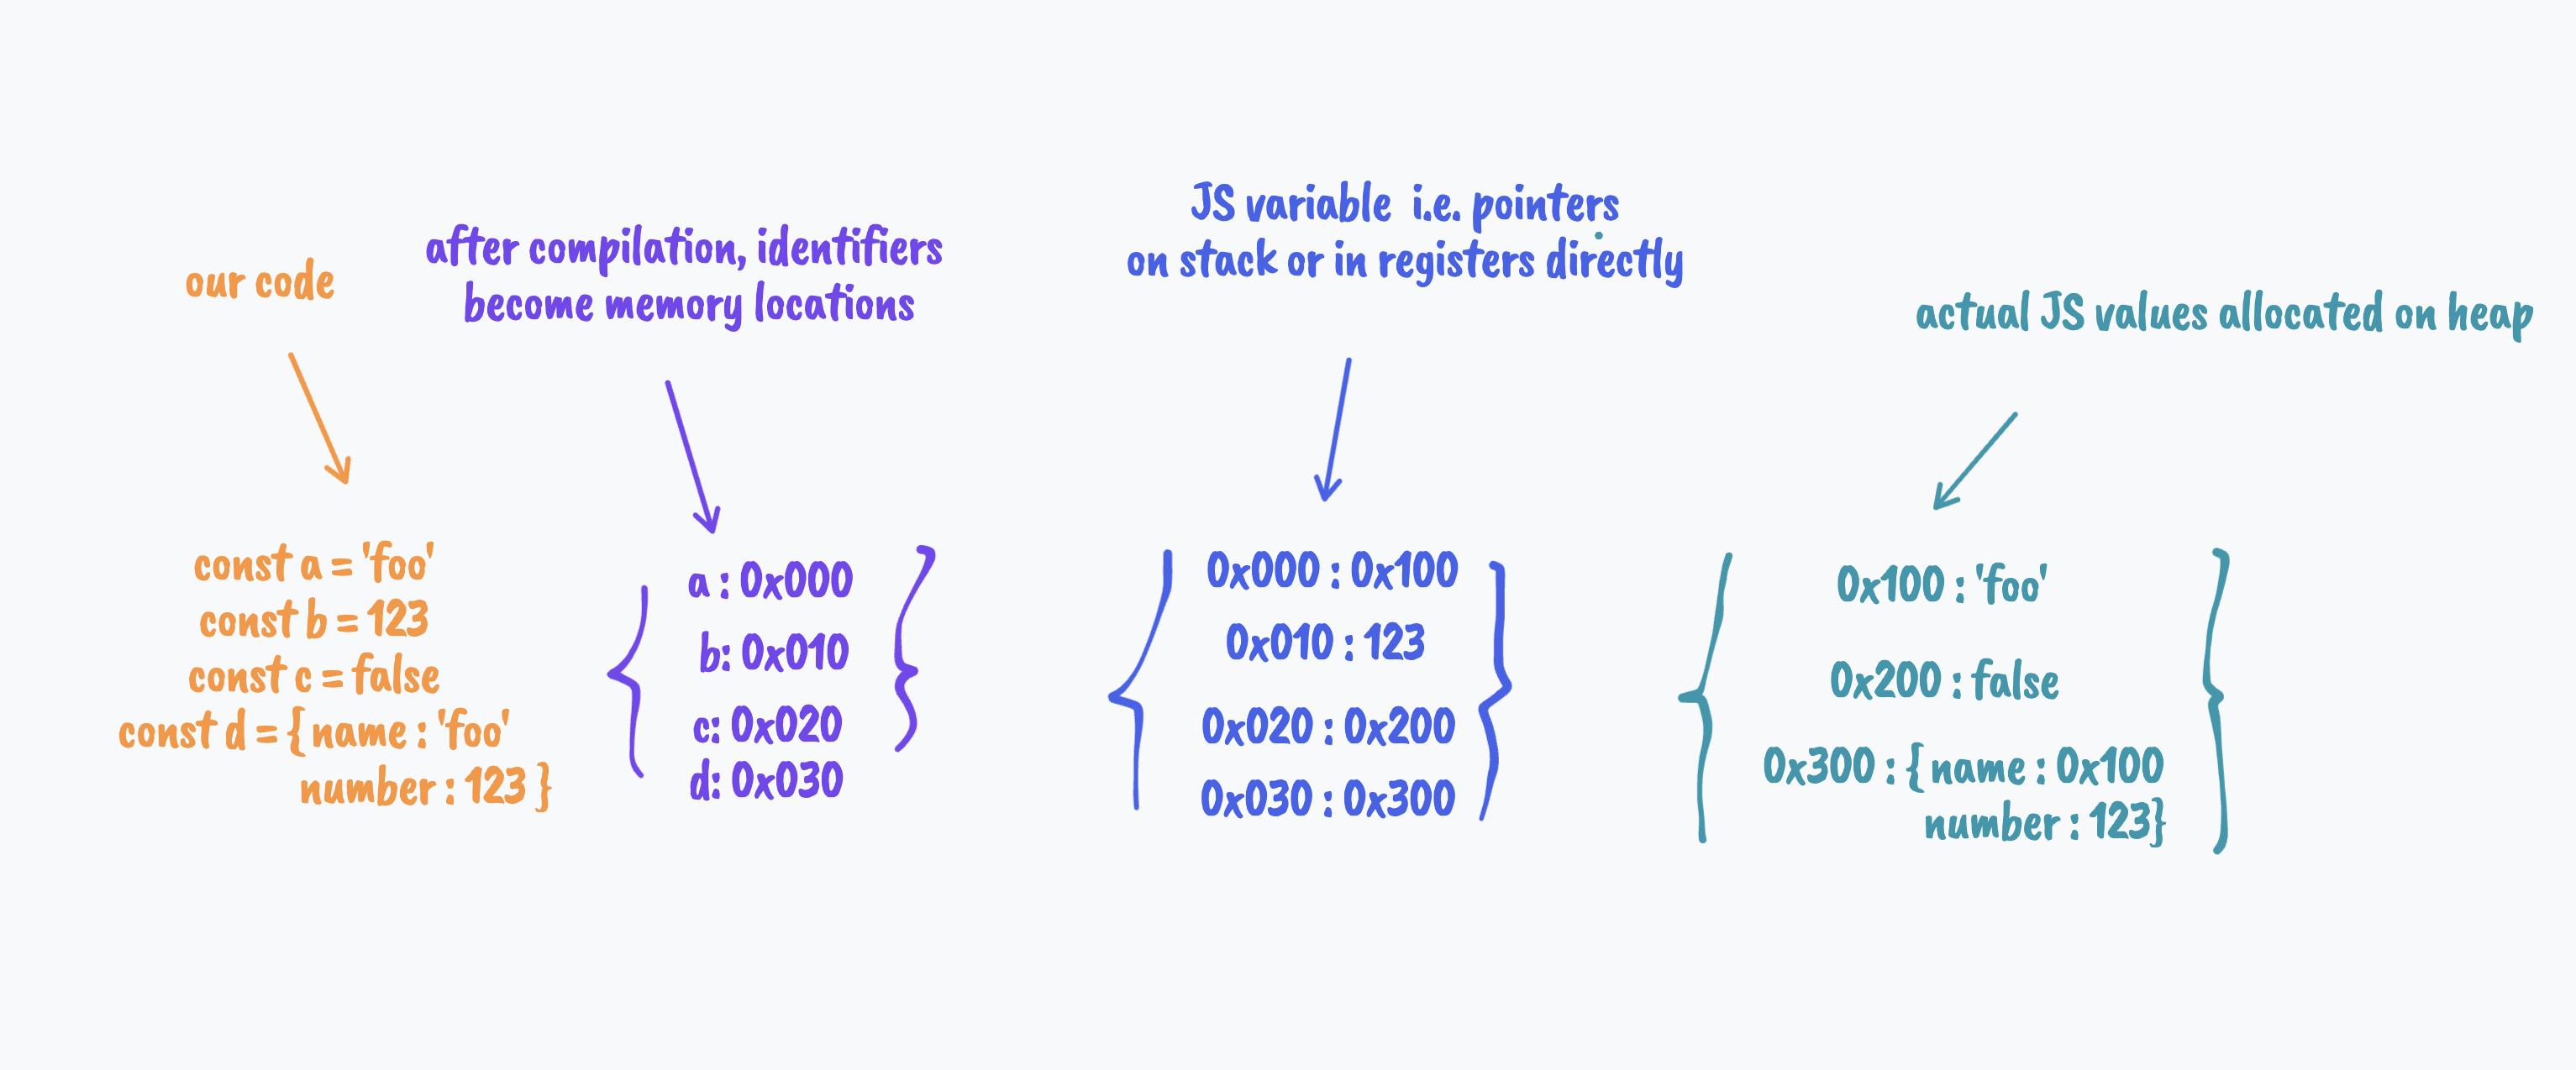 our code
const a = 'foo'
const b = 123
const c = false
const d = { name : 'foo'
number : 123 }
after compilation, identifiers
become memory locations
a : 0x000
b: 0x010
c: 0x020
d: 0x030
JS variable i.e. pointers
on stack or in registers directly
0x000 : 0x100
0x010 : 123
0x020 : 0x200
0x030 : 0x300
actual JS values allocated on heap
0x100 : 'foo'
0x200 : false
0x300 : { name : 0x100
number : 123}